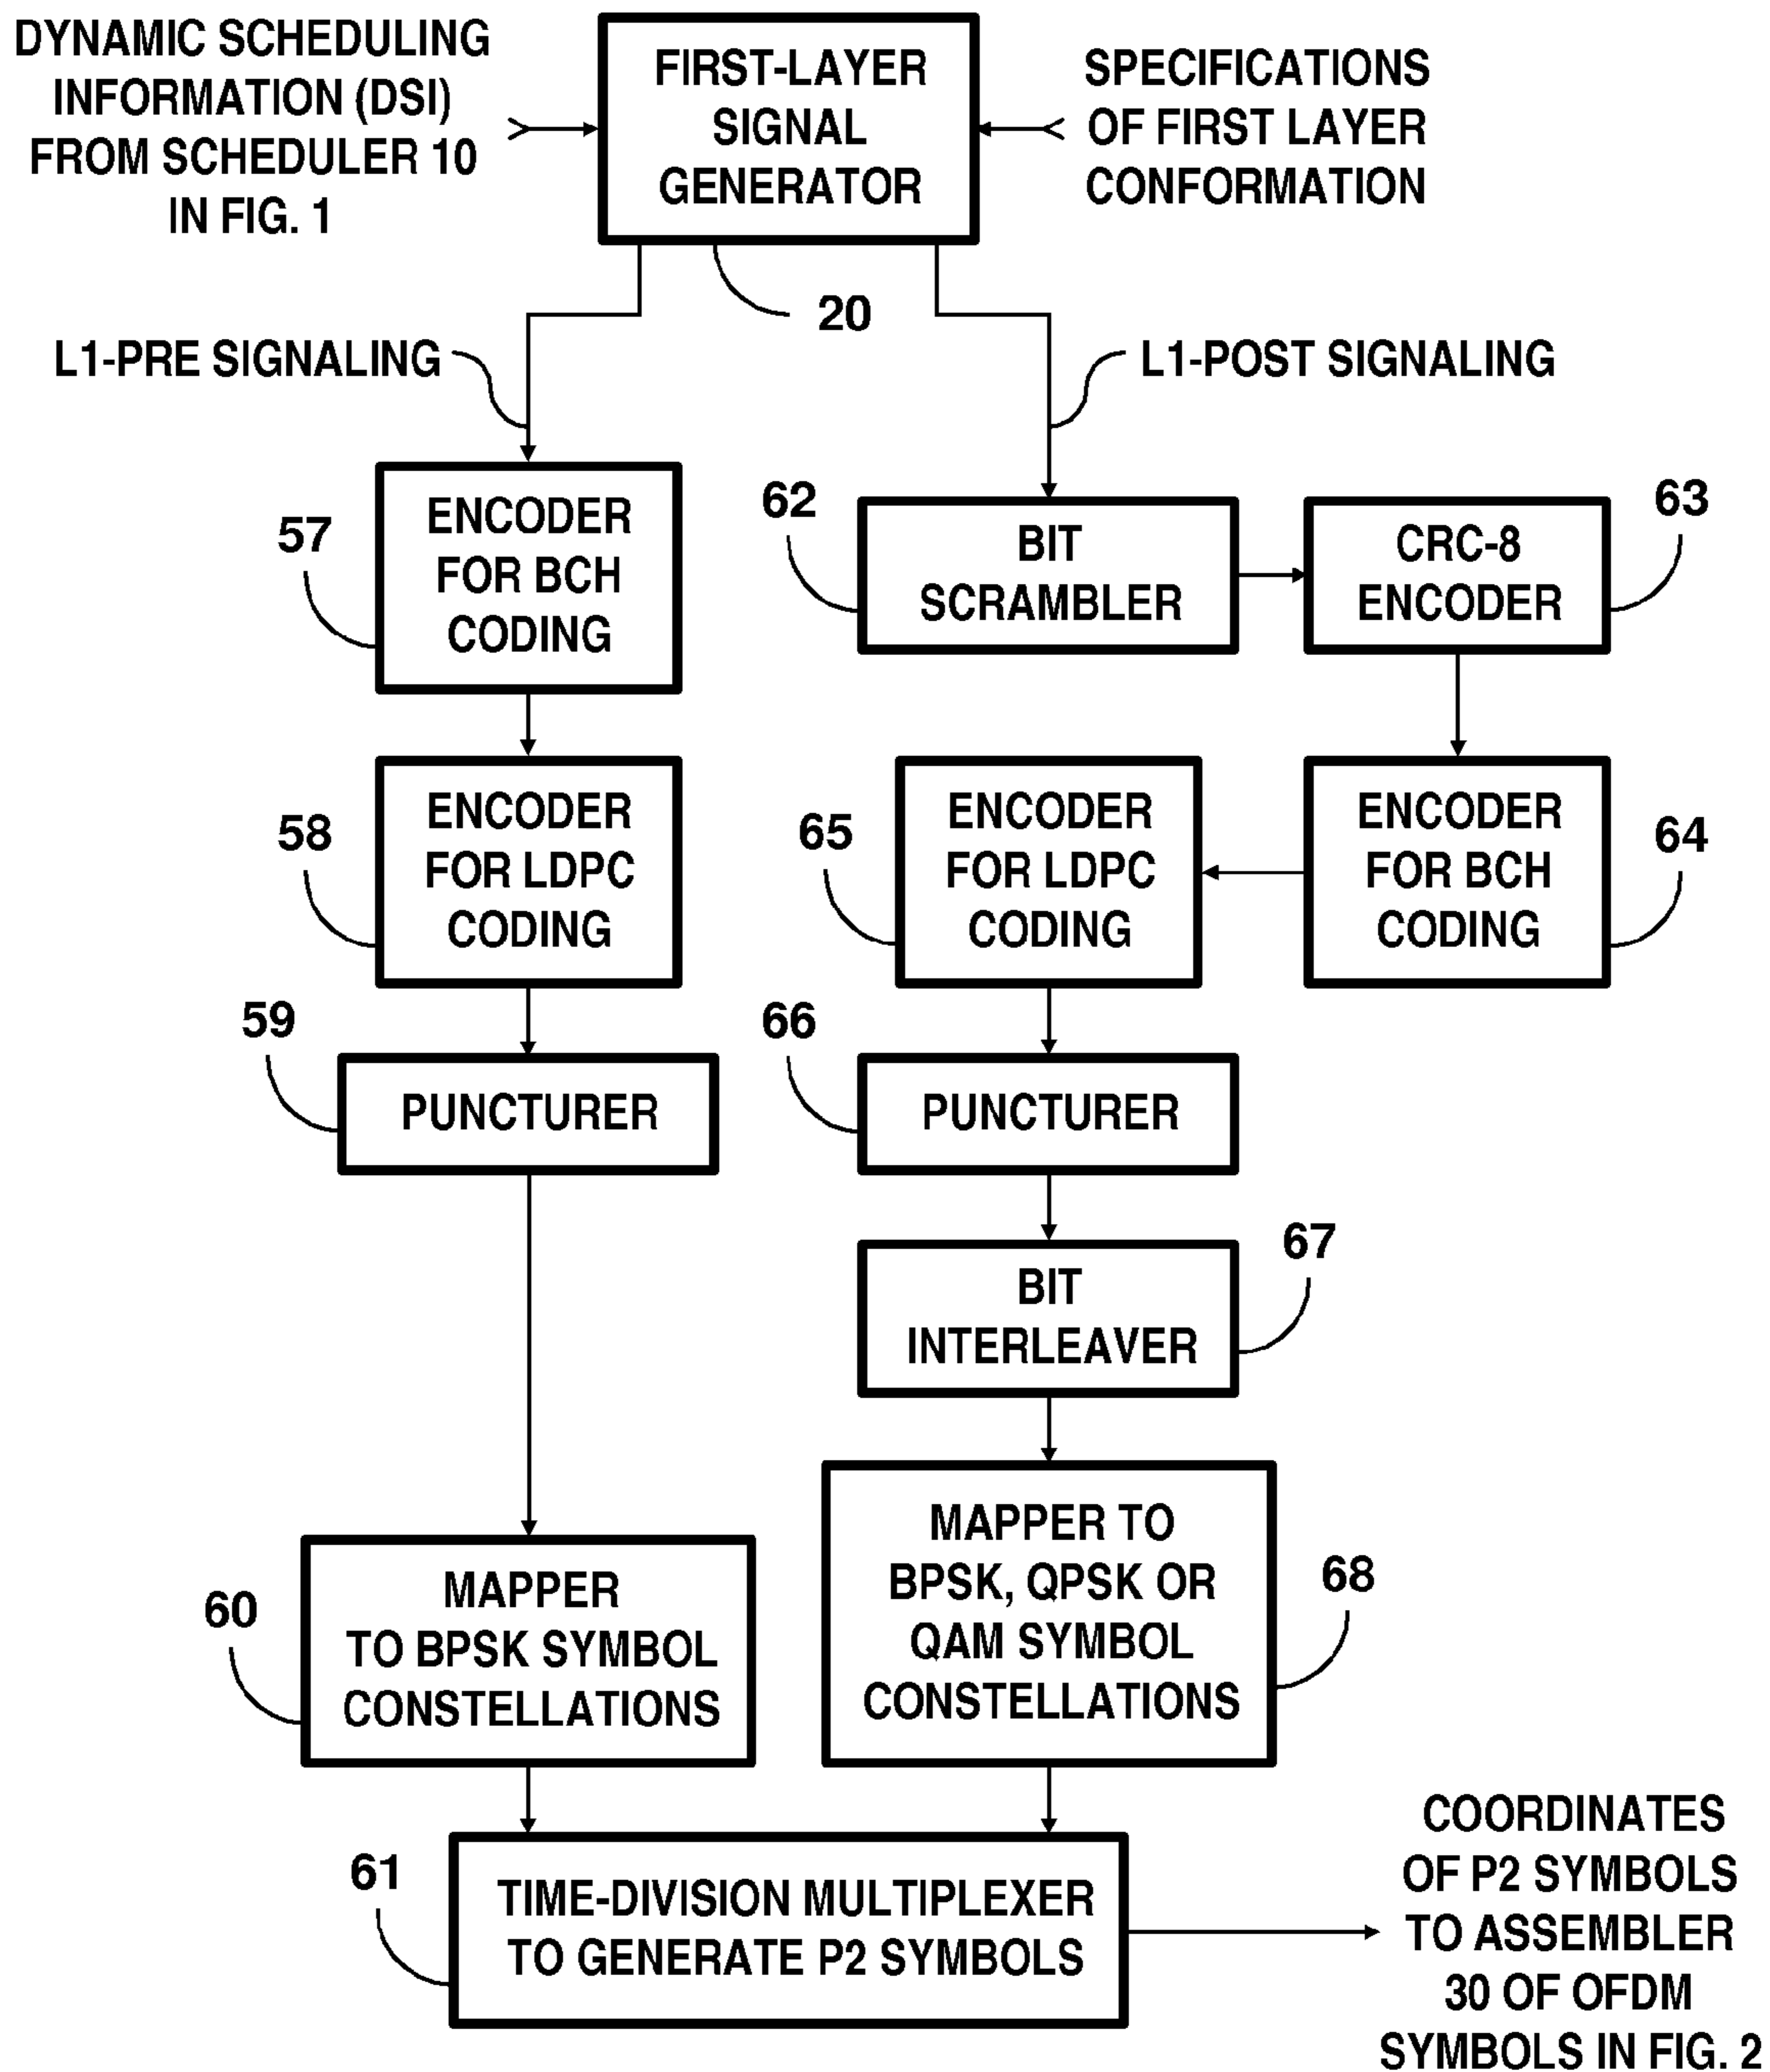 DYNAMIC SCHEDULING
INFORMATION (DSI)
FROM SCHEDULER 10
IN FIG. 1
FIRST-LAYER
SIGNAL
GENERATOR
SPECIFICATIONS
OF FIRST LAYER
CONFORMATION
20
L1-PRE SIGNALING
L1-POST SIGNALING
57
ENCODER
FOR BCH
CODING
62
BIT
SCRAMBLER
CRC-8
ENCODER
63
58
ENCODER
FOR LDPC
CODING
65
ENCODER
FOR LDPC
CODING
ENCODER
FOR BCH
CODING
64
59
PUNCTURER
66
PUNCTURER
BIT
INTERLEAVER
67
60
MAPPER
TO BPSK SYMBOL
CONSTELLATIONS
MAPPER TO
BPSK, QPSK OR
QAM SYMBOL
CONSTELLATIONS
68
61
TIME-DIVISION MULTIPLEXER
TO GENERATE P2 SYMBOLS
COORDINATES
OF P2 SYMBOLS
TO ASSEMBLER
30 OF OFDM
SYMBOLS IN FIG. 2